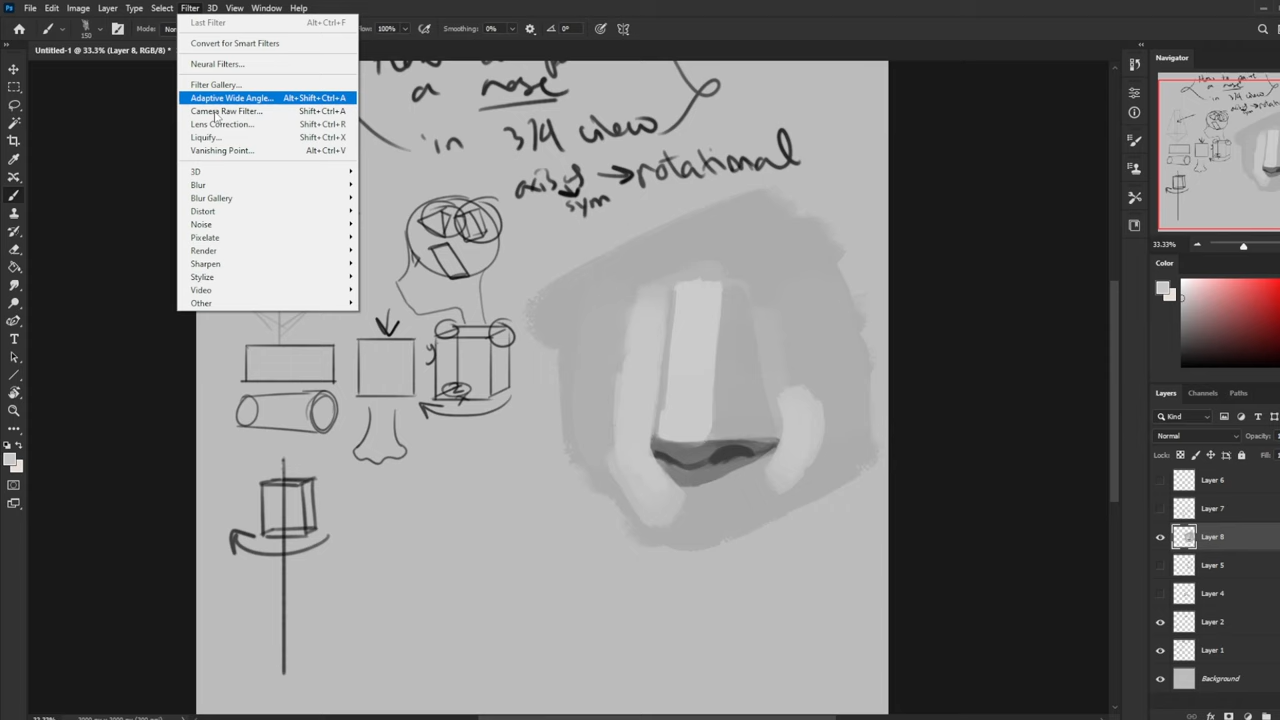 File Edit Image Layer Type Select Filter 3D View Window Help
150 Mode: Flow: 100% Smoothing: 0% 0°
Untitled-1 @ 33.3% (Layer 8, RGB/8) *
Last Filter Alt+Ctrl+F
Convert for Smart Filters
Neural Filters...
Filter Gallery...
Adaptive Wide Angle... Alt+Shift+Ctrl+A
Camera Raw Filter... Shift+Ctrl+A
Lens Correction... Shift+Ctrl+R
Liquify... Shift+Ctrl+X
Vanishing Point... Alt+Ctrl+V
3D
Blur
Blur Gallery
Distort
Noise
Pixelate
Render
Sharpen
Stylize
Video
Other
a nose
in 3/4 view
axis of → rotational
sym
y
Navigator
33.33%
Color
Layers Channels Paths
Kind
Normal Opacity:
Lock: Fill:
Layer 6
Layer 7
Layer 8
Layer 5
Layer 4
Layer 2
Layer 1
Background
33.33%